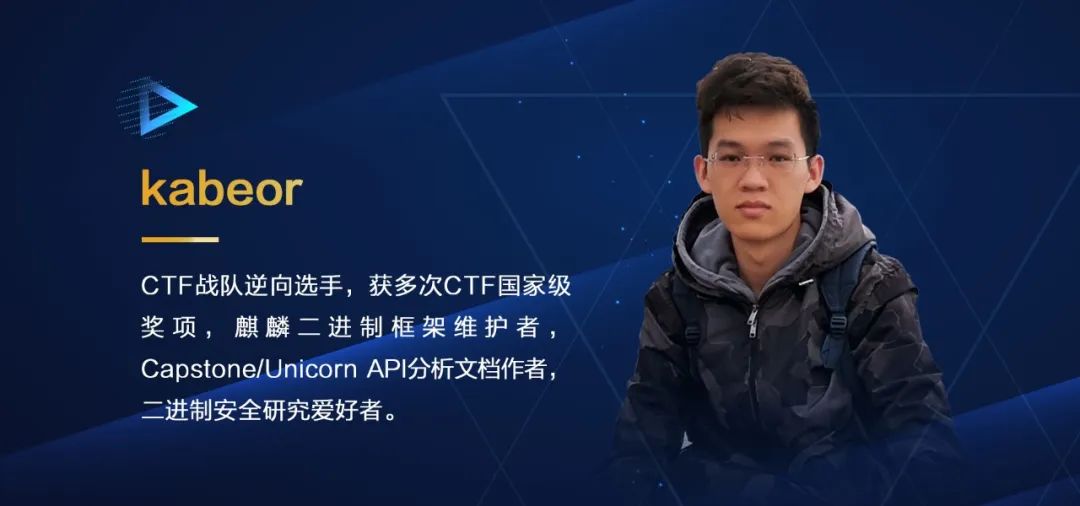 kabeor
CTF战队逆向选手，获多次CTF国家级
奖项，麒麟二进制框架维护者，
Capstone/Unicorn API分析文档作者，
二进制安全研究爱好者。